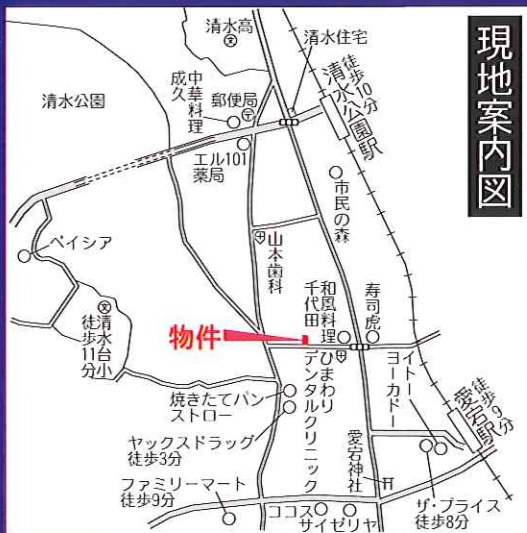 現地案内図
清水高
清水住宅
徒歩10分
清水公園駅
清水公園
中華料理
成久
郵便局
エル101
薬局
市民の森
ベイシア
山本歯科
和風料理
千代田
寿司虎
清水台小
徒歩11分
物件
ひまわり
デンタルクリニック
イトー
ヨーカドー
徒歩9分
愛宕駅
焼きたてパン
ストロー
ヤックスドラッグ
徒歩3分
愛宕神社
ファミリーマート
徒歩9分
ココス
サイゼリヤ
ザ・プライス
徒歩8分